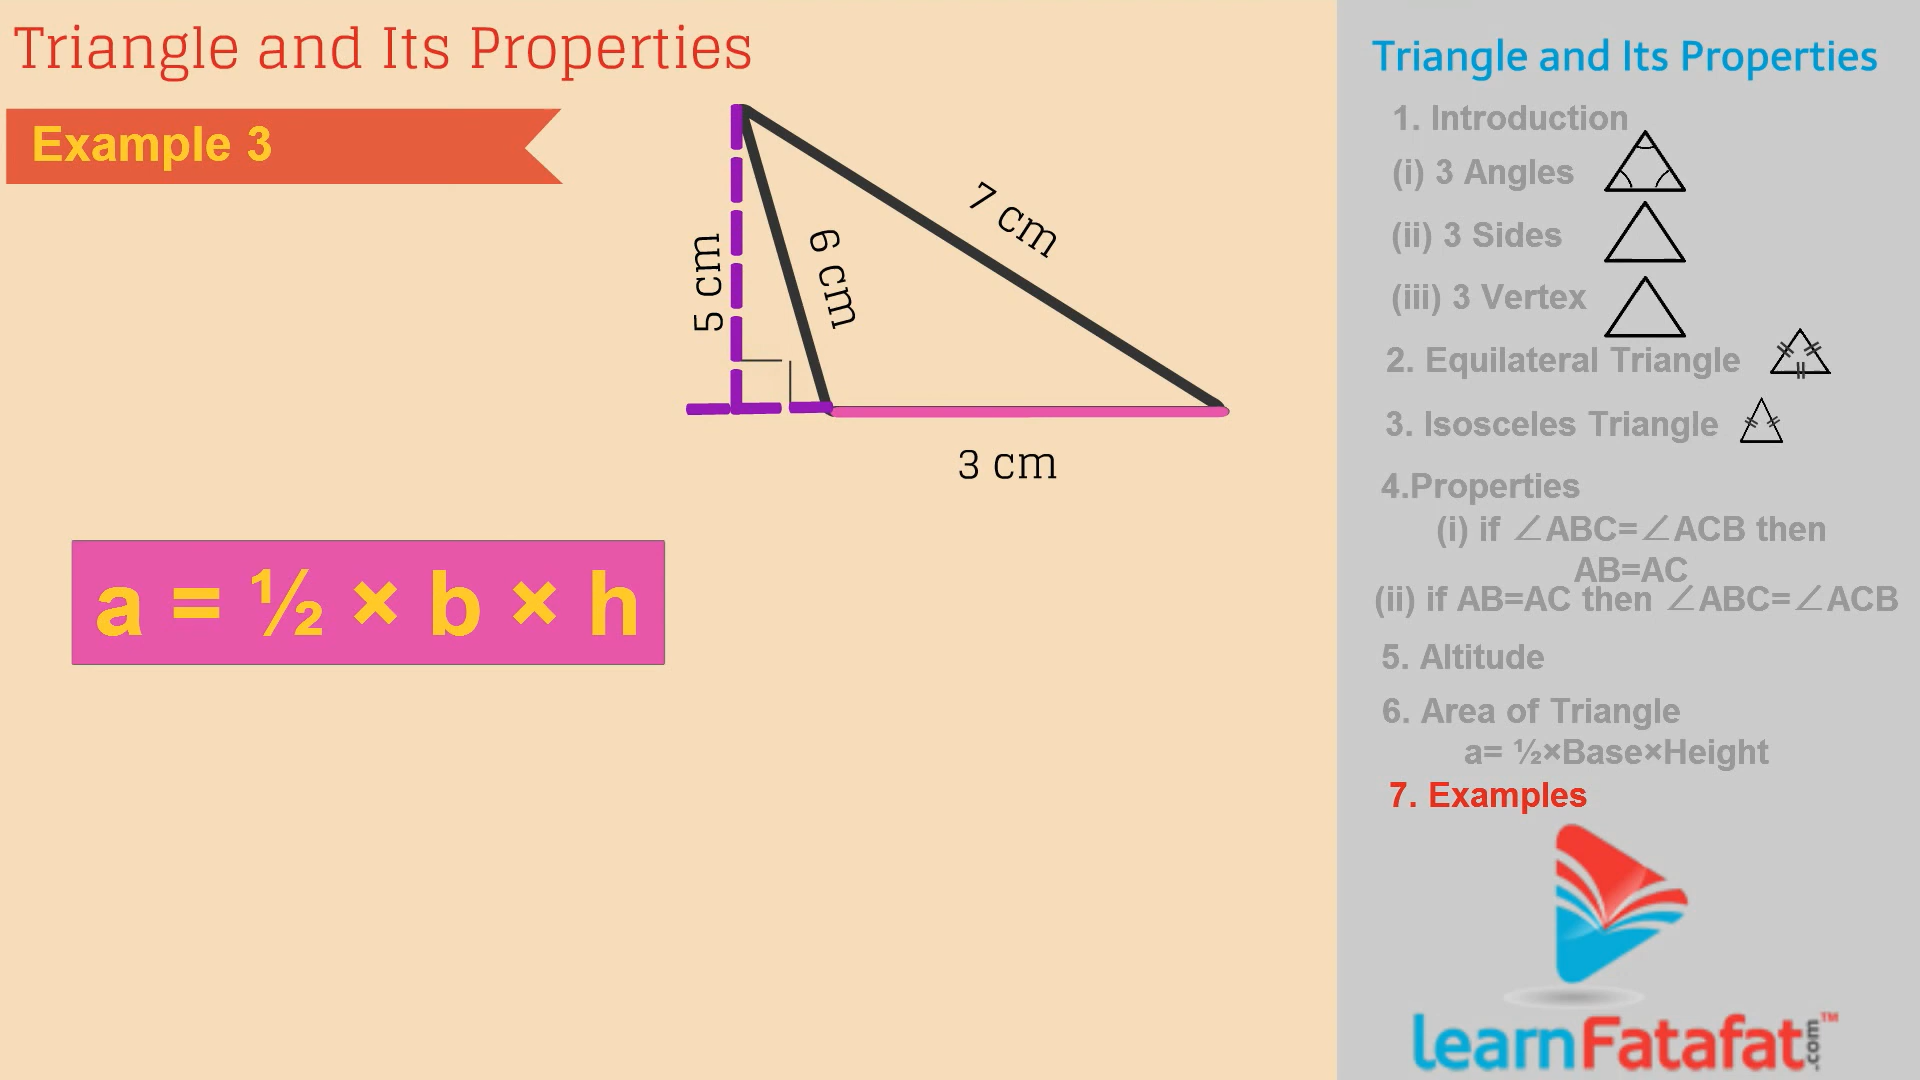 Triangle and Its Properties
Example 3
5 cm
6 cm
7 cm
3 cm
a = ½ × b × h
Triangle and Its Properties
1. Introduction
(i) 3 Angles
(ii) 3 Sides
(iii) 3 Vertex
2. Equilateral Triangle
3. Isosceles Triangle
4.Properties
(i) if ∠ABC=∠ACB then
AB=AC
(ii) if AB=AC then ∠ABC=∠ACB
5. Altitude
6. Area of Triangle
a= ½×Base×Height
7. Examples
learnFatafat.com™